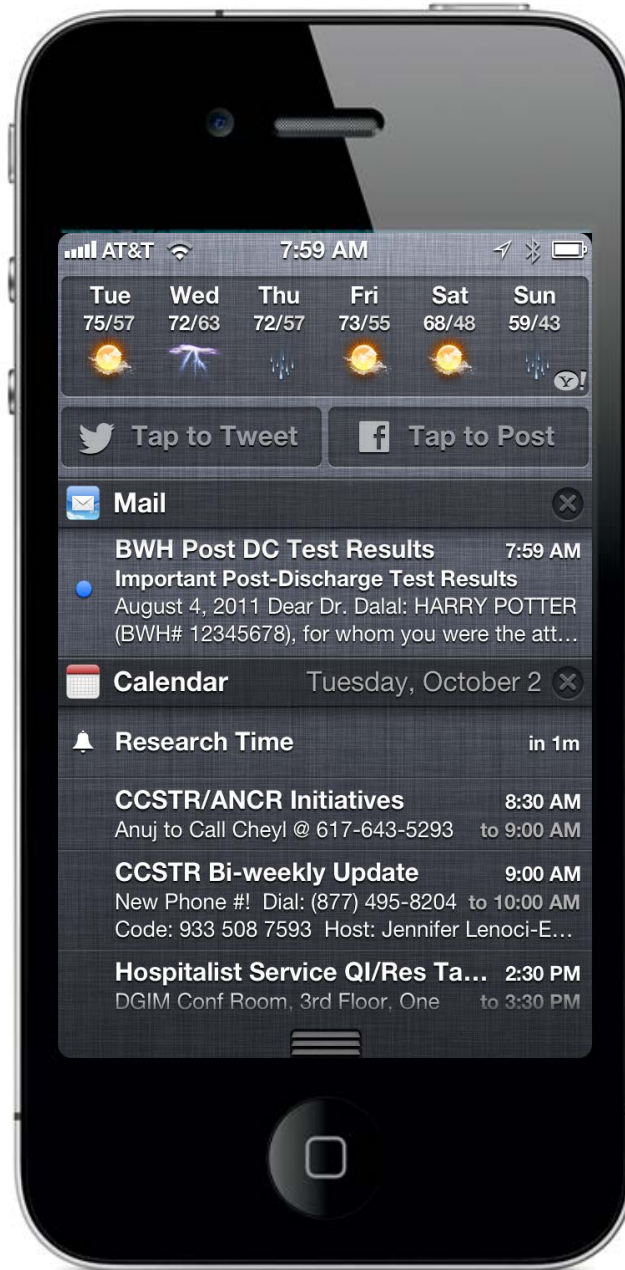 AT&T 7:59 AM
Tue Wed Thu Fri Sat Sun
75/57 72/63 72/57 73/55 68/48 59/43
Y!
Tap to Tweet f Tap to Post
Mail
BWH Post DC Test Results 7:59 AM
Important Post-Discharge Test Results
August 4, 2011 Dear Dr. Dalal: HARRY POTTER
(BWH# 12345678), for whom you were the att...
Calendar Tuesday, October 2
Research Time in 1m
CCSTR/ANCR Initiatives 8:30 AM
Anuj to Call Cheyl @ 617-643-5293 to 9:00 AM
CCSTR Bi-weekly Update 9:00 AM
New Phone #! Dial: (877) 495-8204 to 10:00 AM
Code: 933 508 7593 Host: Jennifer Lenoci-E...
Hospitalist Service QI/Res Ta... 2:30 PM
DGIM Conf Room, 3rd Floor, One to 3:30 PM